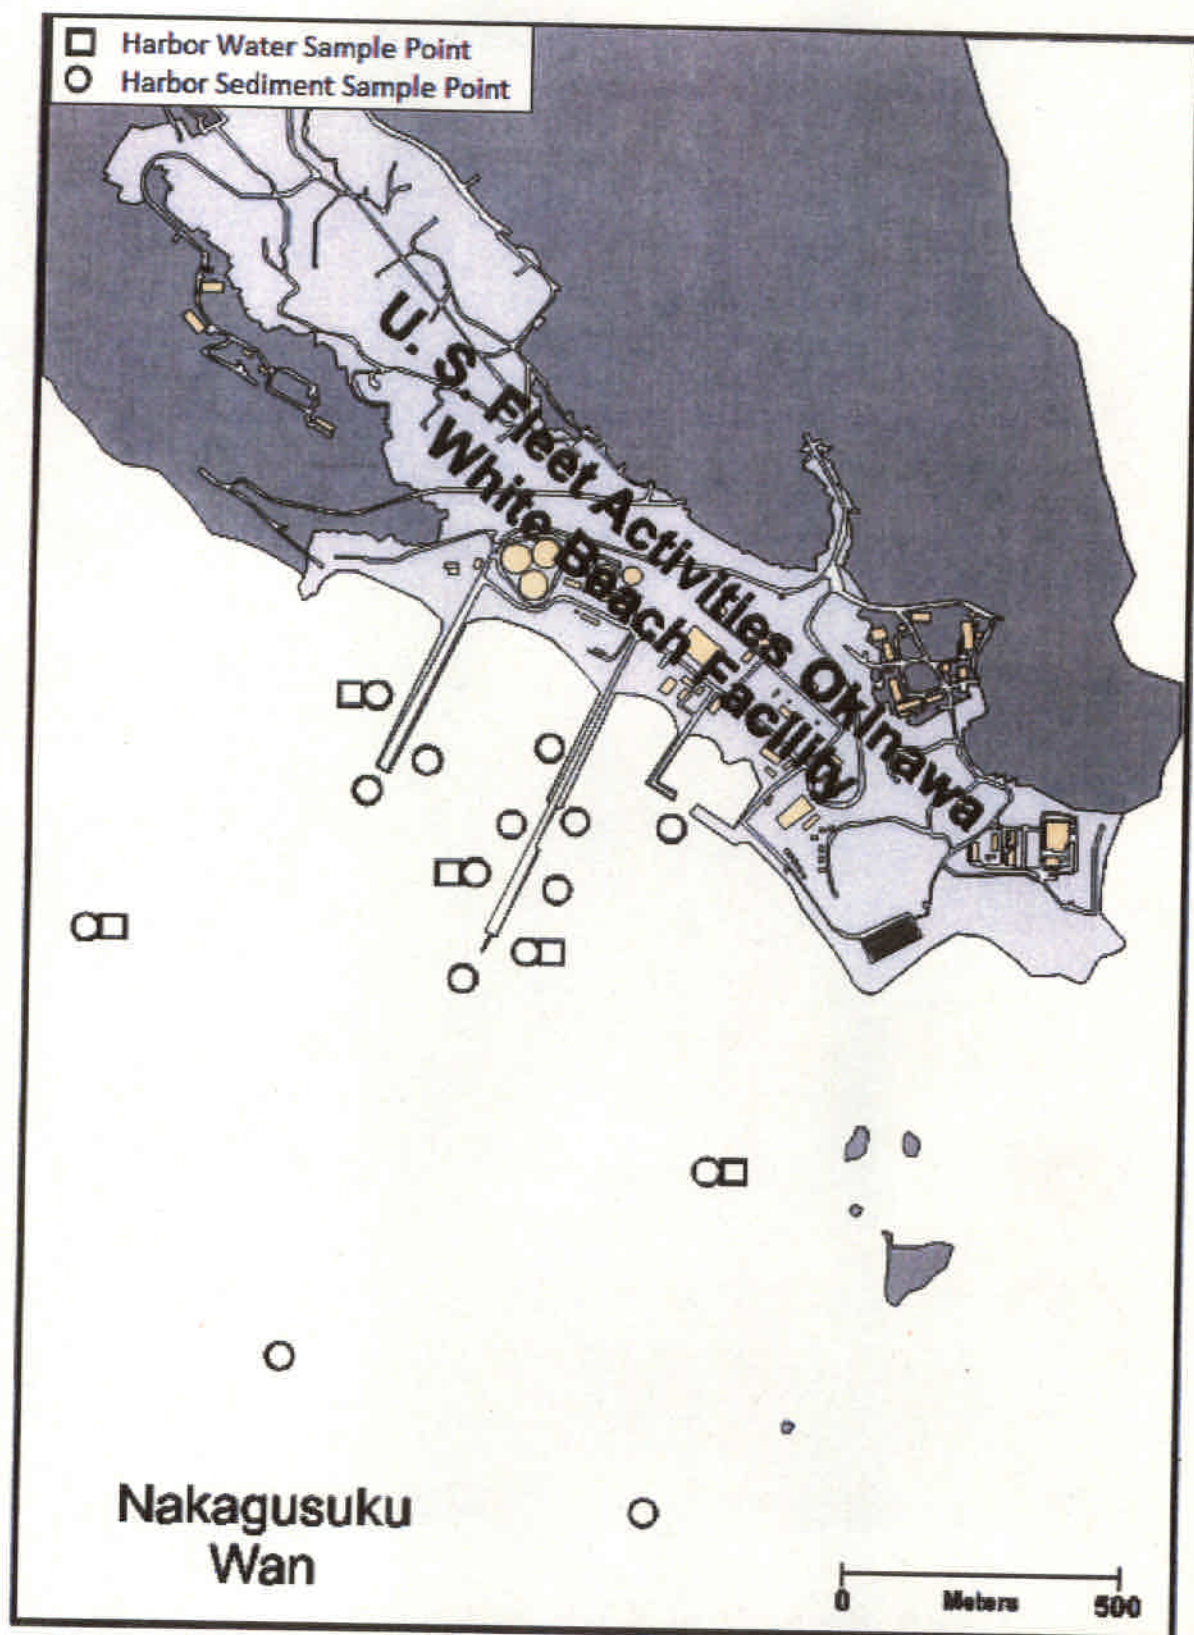 Harbor Water Sample Point
Harbor Sediment Sample Point
U. S. Fleet Activities Okinawa
White Beach Facility
Nakagusuku
Wan
0 Meters 500